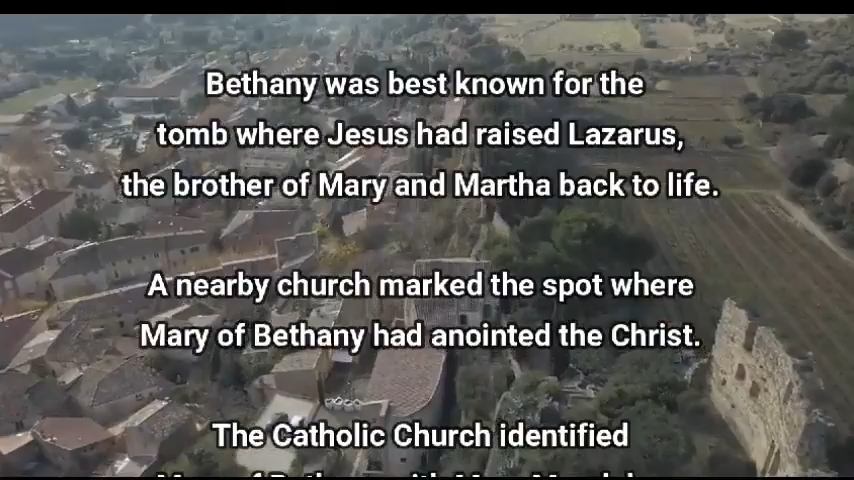 Bethany was best known for the
tomb where Jesus had raised Lazarus,
the brother of Mary and Martha back to life.
A nearby church marked the spot where
Mary of Bethany had anointed the Christ.
The Catholic Church identified